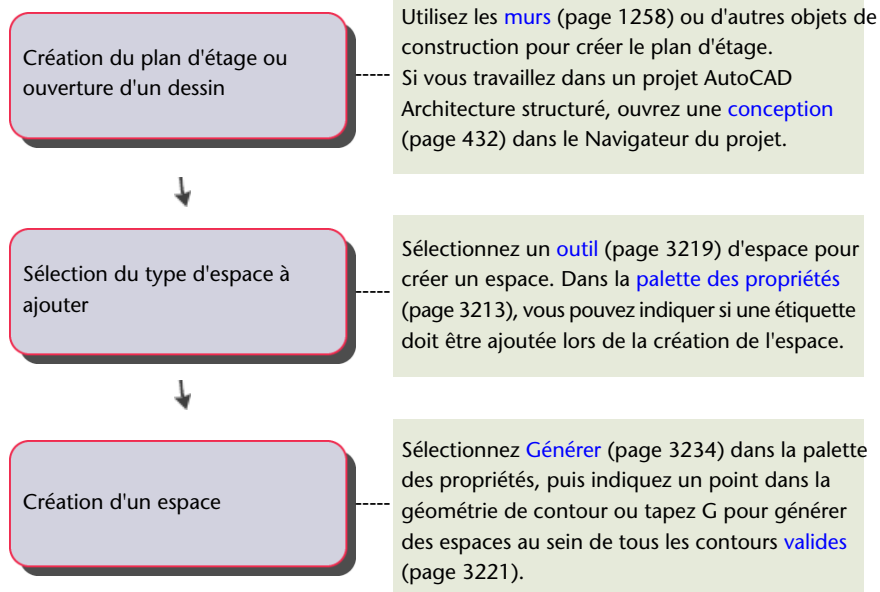 Création du plan d'étage ou
ouverture d'un dessin
Utilisez les murs (page 1258) ou d'autres objets de
construction pour créer le plan d'étage.
Si vous travaillez dans un projet AutoCAD
Architecture structuré, ouvrez une conception
(page 432) dans le Navigateur du projet.
Sélection du type d'espace à
ajouter
Sélectionnez un outil (page 3219) d'espace pour
créer un espace. Dans la palette des propriétés
(page 3213), vous pouvez indiquer si une étiquette
doit être ajoutée lors de la création de l'espace.
Création d'un espace
Sélectionnez Générer (page 3234) dans la palette
des propriétés, puis indiquez un point dans la
géométrie de contour ou tapez G pour générer
des espaces au sein de tous les contours valides
(page 3221).